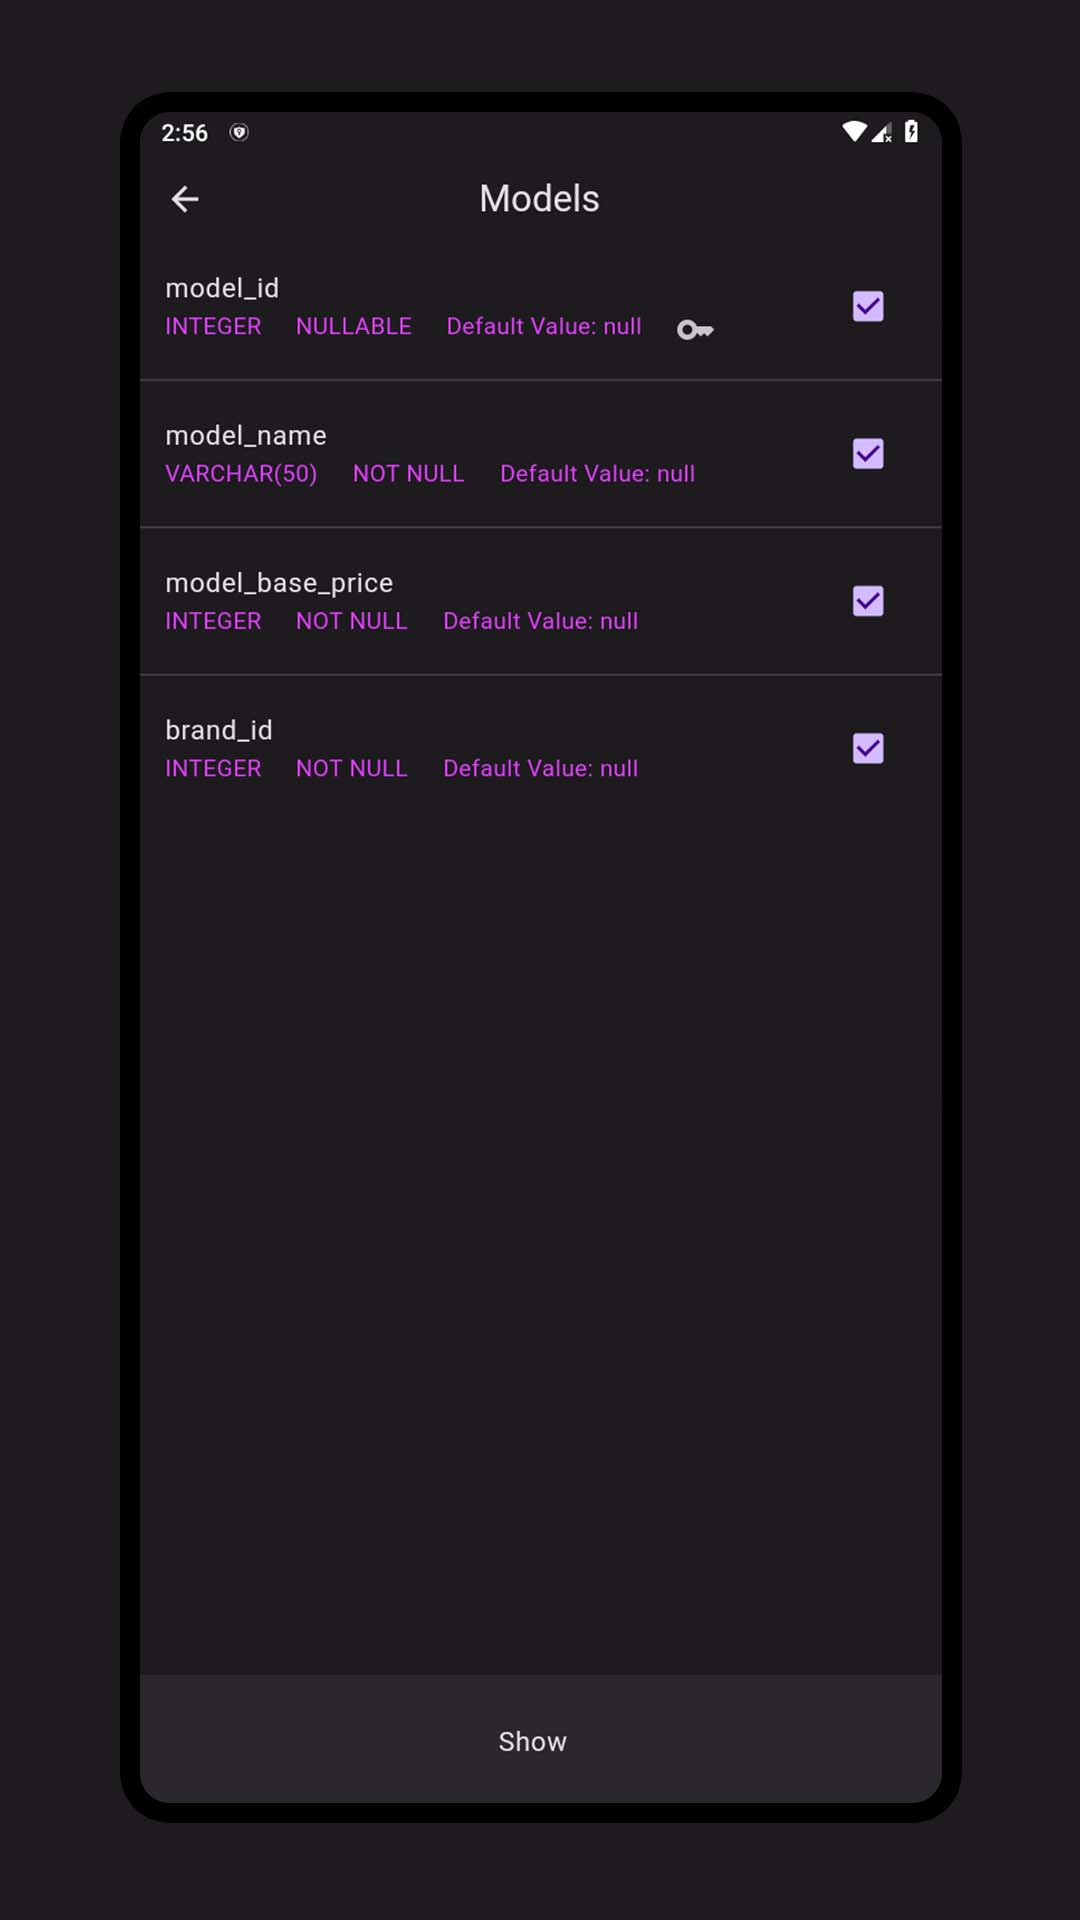 2:56
Models
model_id
INTEGER NULLABLE Default Value: null
model_name
VARCHAR(50) NOT NULL Default Value: null
model_base_price
INTEGER NOT NULL Default Value: null
brand_id
INTEGER NOT NULL Default Value: null
Show